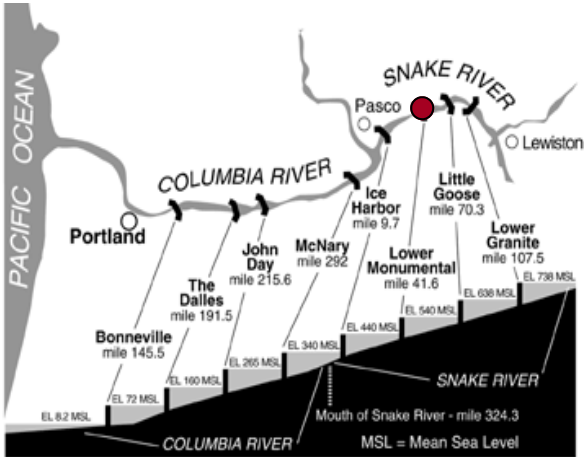 PACIFIC OCEAN
COLUMBIA RIVER
SNAKE RIVER
Pasco
Lewiston
Portland
Bonneville
mile 145.5
The
Dalles
mile 191.5
John
Day
mile 215.6
McNary
mile 292
Ice
Harbor
mile 9.7
Lower
Monumental
mile 41.6
Little
Goose
mile 70.3
Lower
Granite
mile 107.5
EL 8.2 MSL
EL 72 MSL
EL 160 MSL
EL 265 MSL
EL 340 MSL
EL 440 MSL
EL 540 MSL
EL 638 MSL
EL 738 MSL
SNAKE RIVER
Mouth of Snake River - mile 324.3
COLUMBIA RIVER
MSL = Mean Sea Level